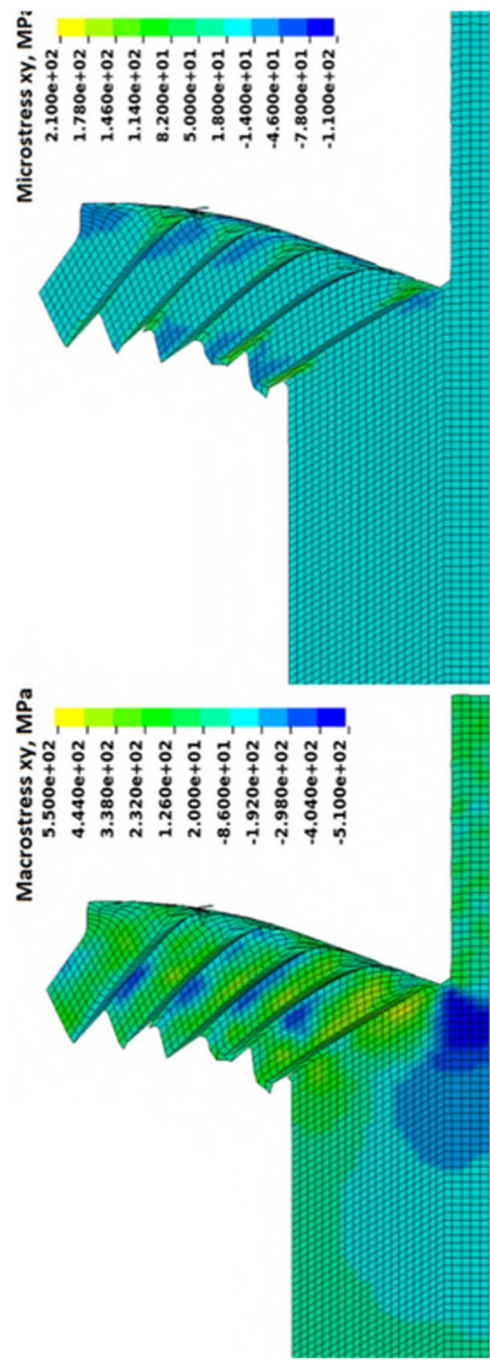 Microstress xy, MPa
2.100e+02
1.780e+02
1.460e+02
1.140e+02
8.200e+01
5.000e+01
1.400e+01
-1.400e+01
-4.600e+01
-7.800e+01
-1.100e+02
Macrostress xy, MPa
5.500e+02
4.440e+02
3.380e+02
2.320e+02
1.260e+02
2.000e+01
-8.600e+01
-1.920e+02
-2.980e+02
-4.040e+02
-5.100e+02